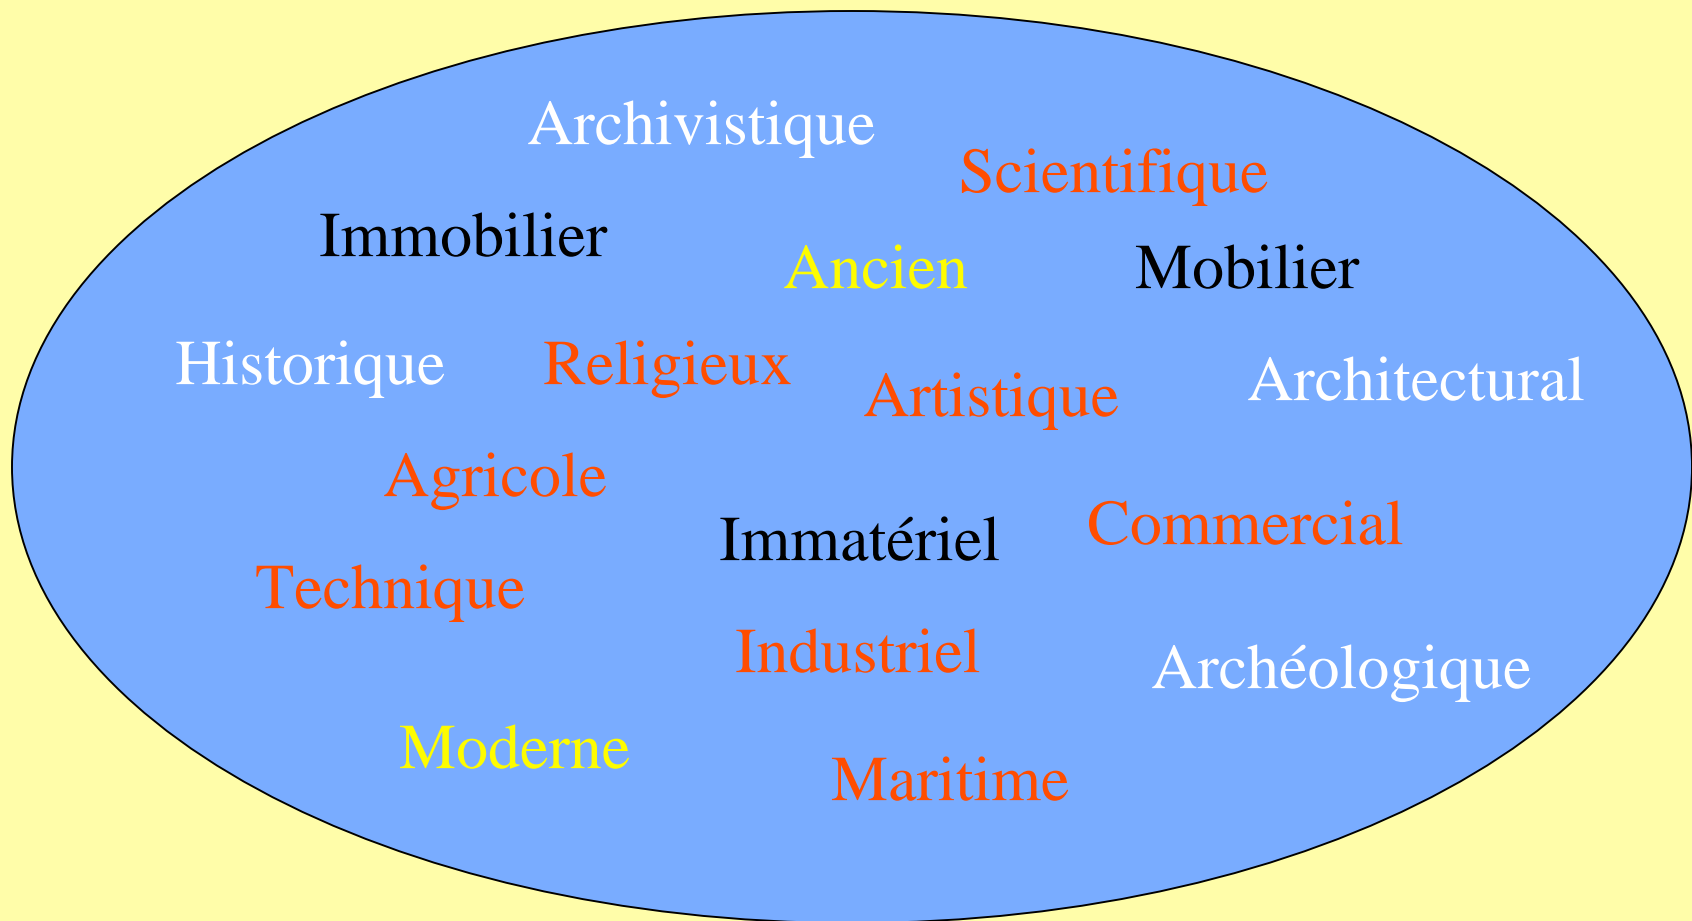 Archivistique
Scientifique
Immobilier
Ancien
Mobilier
Historique
Religieux
Artistique
Architectural
Agricole
Commercial
Immatériel
Technique
Industriel
Archéologique
Moderne
Maritime